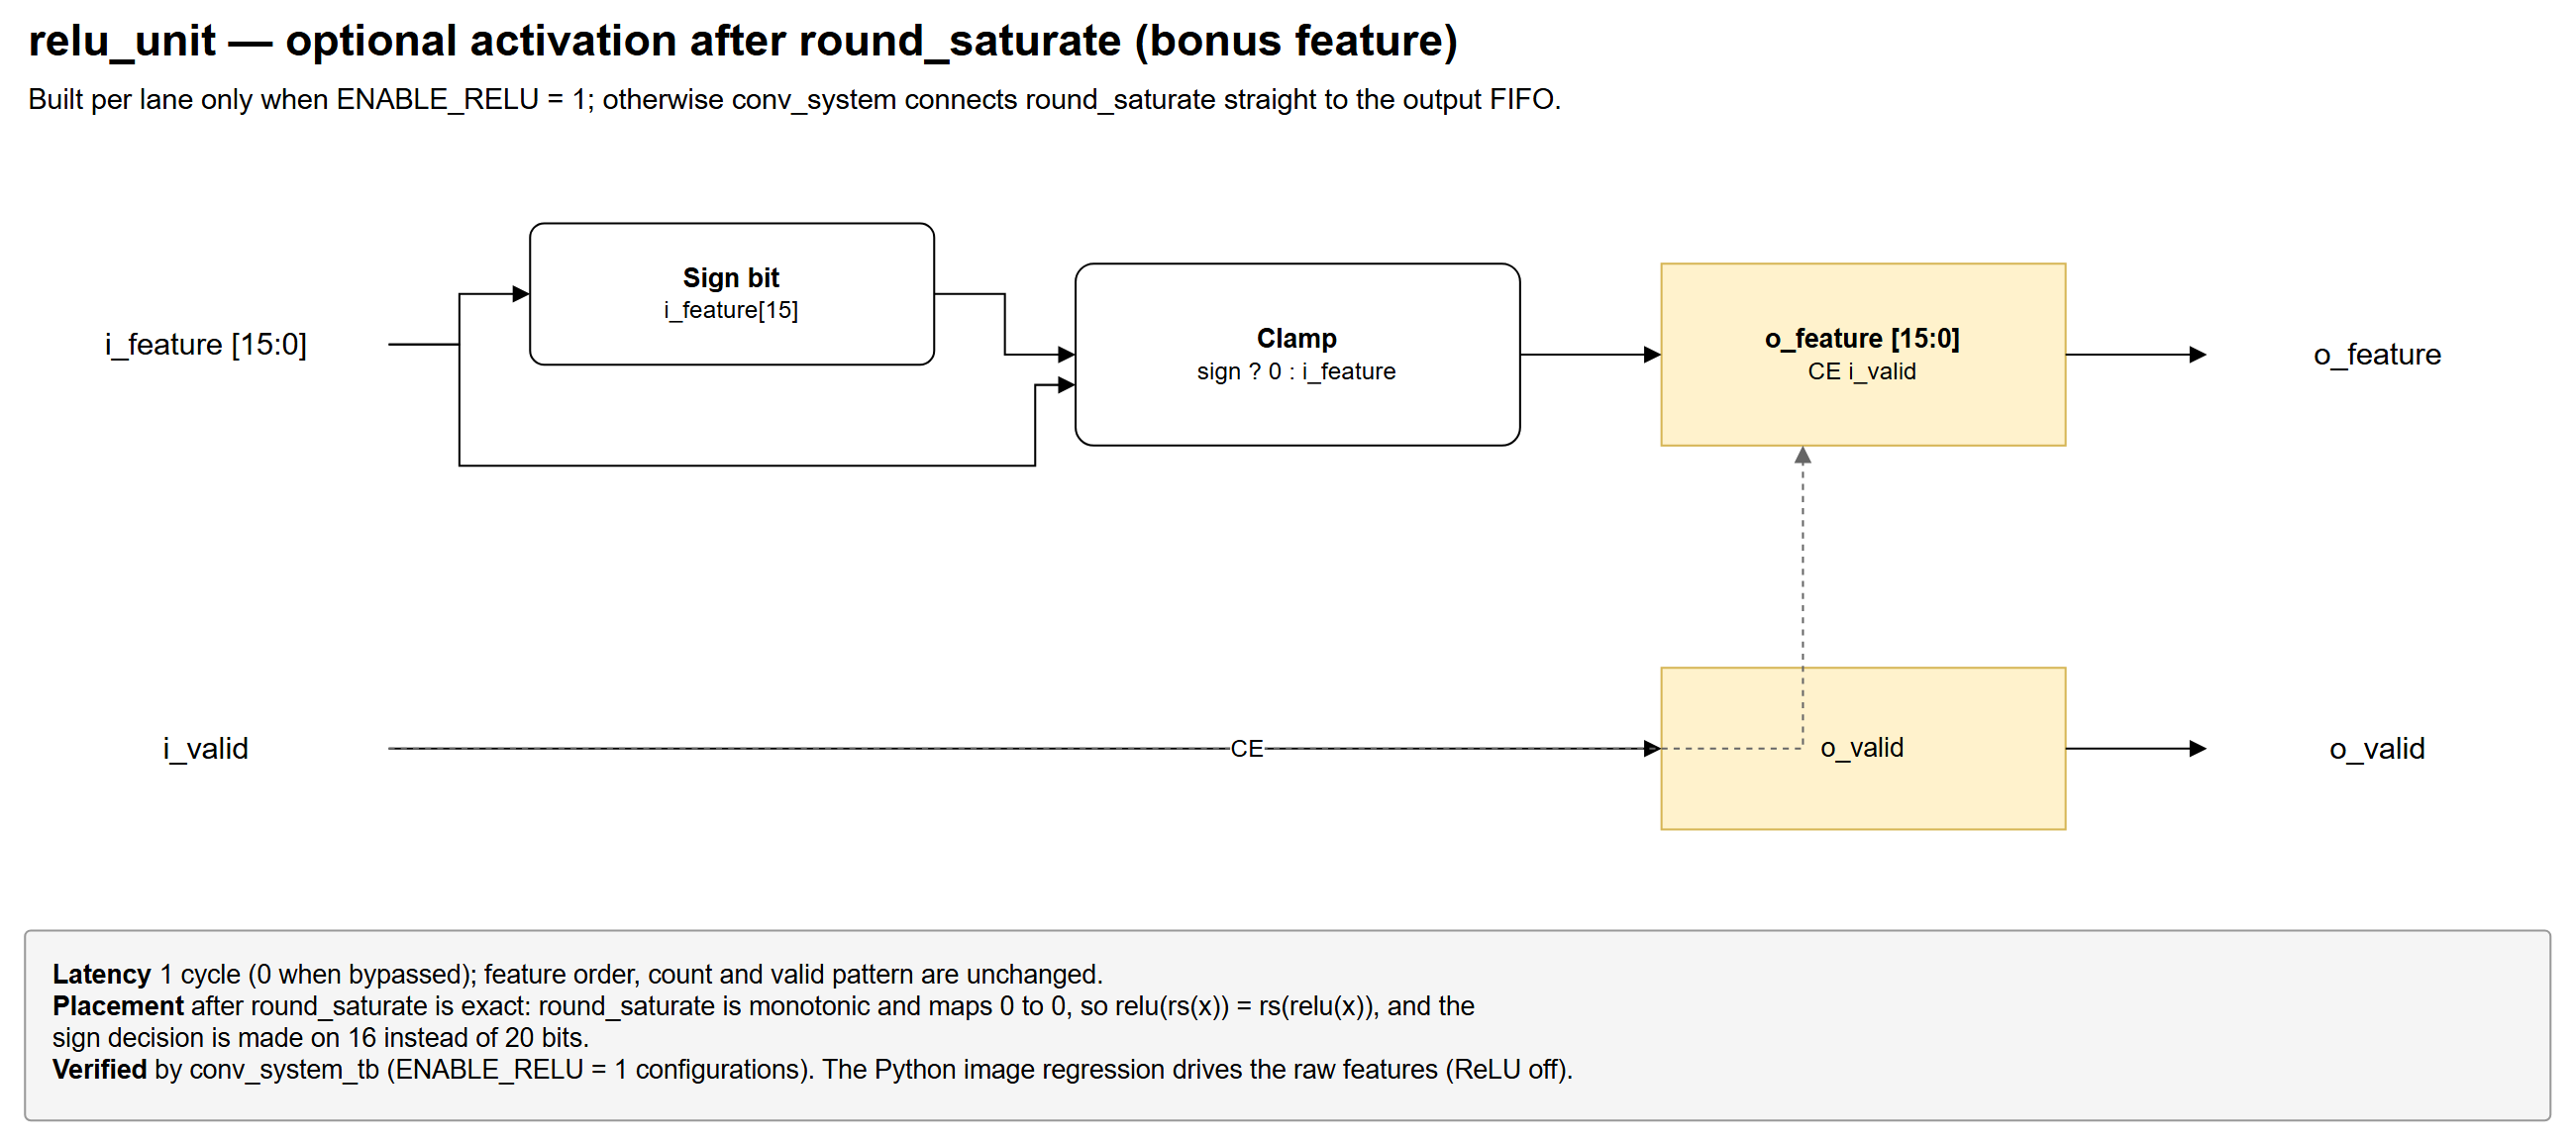 relu_unit — optional activation after round_saturate (bonus feature)
Built per lane only when ENABLE_RELU = 1; otherwise conv_system connects round_saturate straight to the output FIFO.
Sign bit
i_feature[15]
i_feature [15:0]
Clamp
sign ? 0 : i_feature
o_feature [15:0]
CE i_valid
o_feature
i_valid
CE
o_valid
o_valid
Latency 1 cycle (0 when bypassed); feature order, count and valid pattern are unchanged.
Placement after round_saturate is exact: round_saturate is monotonic and maps 0 to 0, so relu(rs(x)) = rs(relu(x)), and the
sign decision is made on 16 instead of 20 bits.
Verified by conv_system_tb (ENABLE_RELU = 1 configurations). The Python image regression drives the raw features (ReLU off).